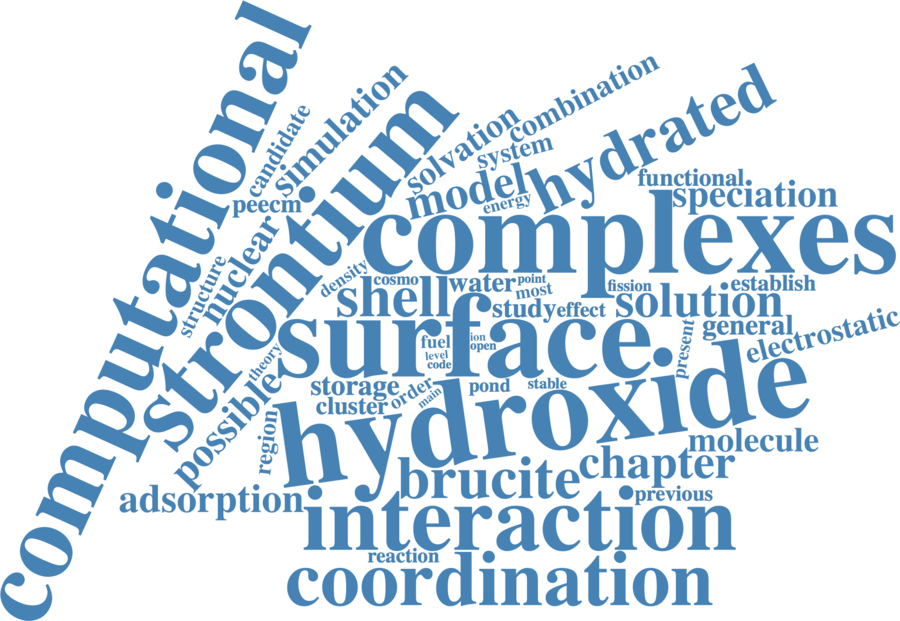 computational
candidate
simulation
peecm
strontium
nuclear
structure
solvation
combination
system
model
energy
hydrated
functional
speciation
complexes
density
cosmo
water
point
most
fission
establish
shell
study
effect
solution
surface
fuel
ion
open
level
code
present
general
electrostatic
theory
possible
storage
order
pond
stable
cluster
main
hydroxide
region
molecule
brucite
chapter
adsorption
previous
interaction
reaction
coordination